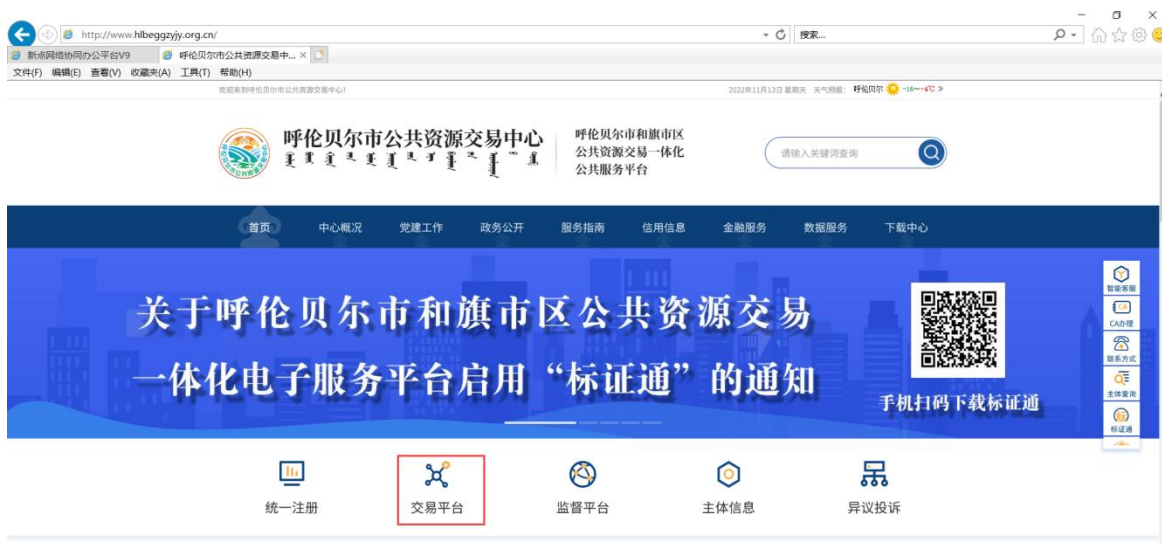 http://www.hlbeggzyjy.org.cn/
搜索...
新点网络协同办公平台V9
呼伦贝尔市公共资源交易中... ×
文件(F) 编辑(E) 查看(V) 收藏夹(A) 工具(T) 帮助(H)
欢迎来到呼伦贝尔市公共资源交易中心!
2022年11月13日 星期天 天气预报: 呼伦贝尔 -16~-4℃
呼伦贝尔市公共资源交易中心
呼伦贝尔市和旗市区
公共资源交易一体化
公共服务平台
请输入关键词查询
首页 中心概况 党建工作 政务公开 服务指南 信用信息 金融服务 数据服务 下载中心
关于呼伦贝尔市和旗市区公共资源交易
一体化电子服务平台启用“标证通”的通知
手机扫码下载标证通
智能客服
CA
CA办理
联系方式
主体查询
标证通
统一注册 交易平台 监督平台 主体信息 异议投诉